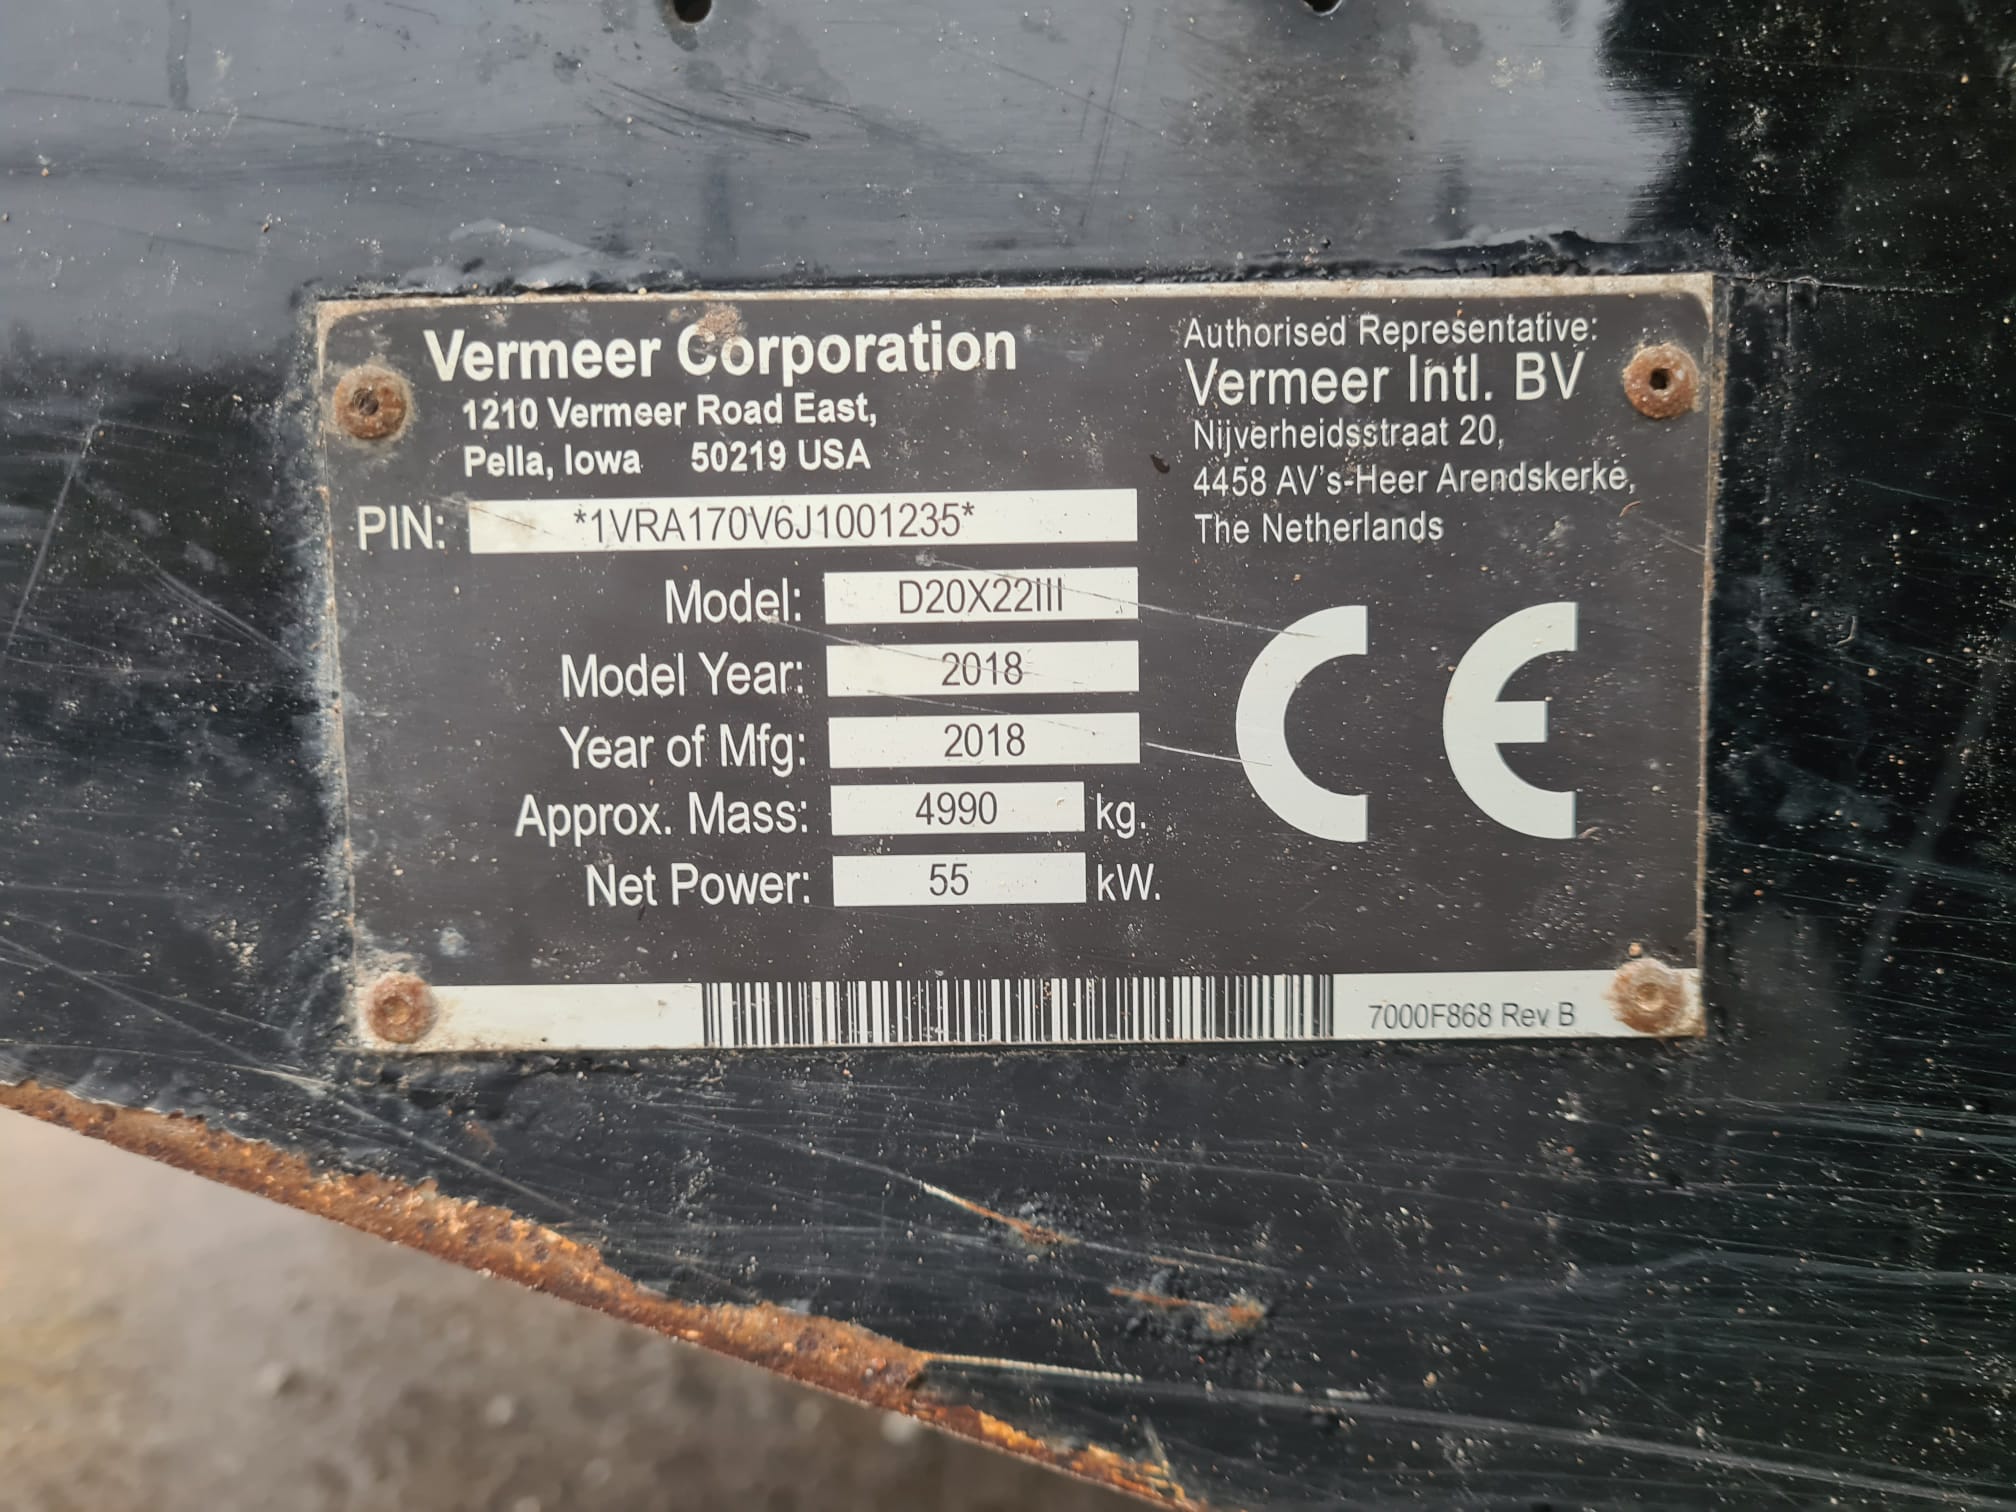 Vermeer Corporation
1210 Vermeer Road East,
Pella, Iowa 50219 USA
Authorised Representative:
Vermeer Intl. BV
Nijverheidsstraat 20,
4458 AV's-Heer Arendskerke,
The Netherlands
PIN: *1VRA170V6J1001235*
Model: D20X22III
Model Year: 2018
Year of Mfg: 2018
Approx. Mass: 4990 kg.
Net Power: 55 kW.
CE
7000F868 Rev B